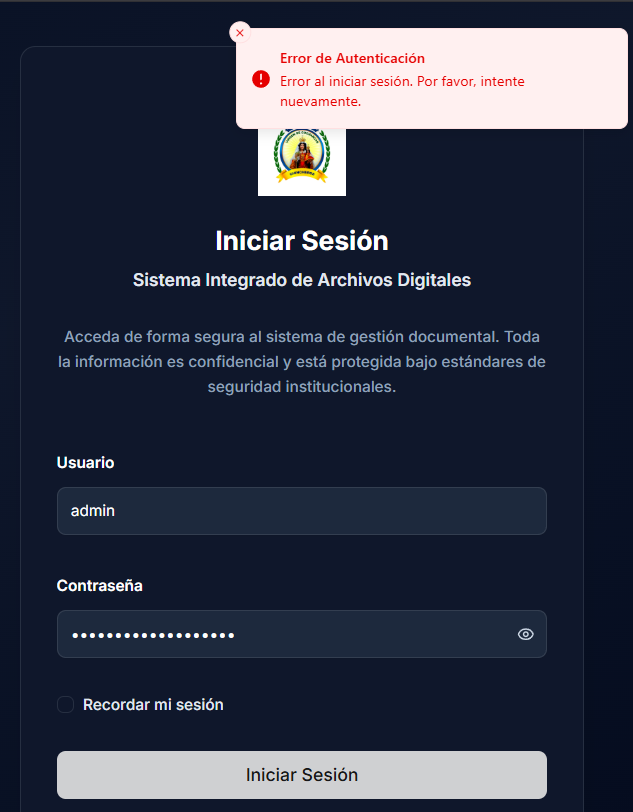 Error de Autenticación
Error al iniciar sesión. Por favor, intente
nuevamente.
Iniciar Sesión
Sistema Integrado de Archivos Digitales
Acceda de forma segura al sistema de gestión documental. Toda
la información es confidencial y está protegida bajo estándares de
seguridad institucionales.
Usuario
admin
Contraseña
Recordar mi sesión
Iniciar Sesión